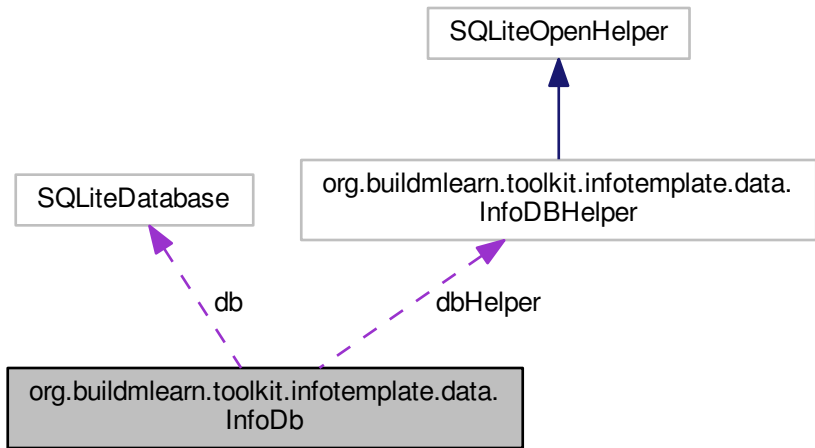 SQLiteOpenHelper
SQLiteDatabase
org.buildmlearn.toolkit.infotemplate.data.
InfoDBHelper
db
dbHelper
org.buildmlearn.toolkit.infotemplate.data.
InfoDb